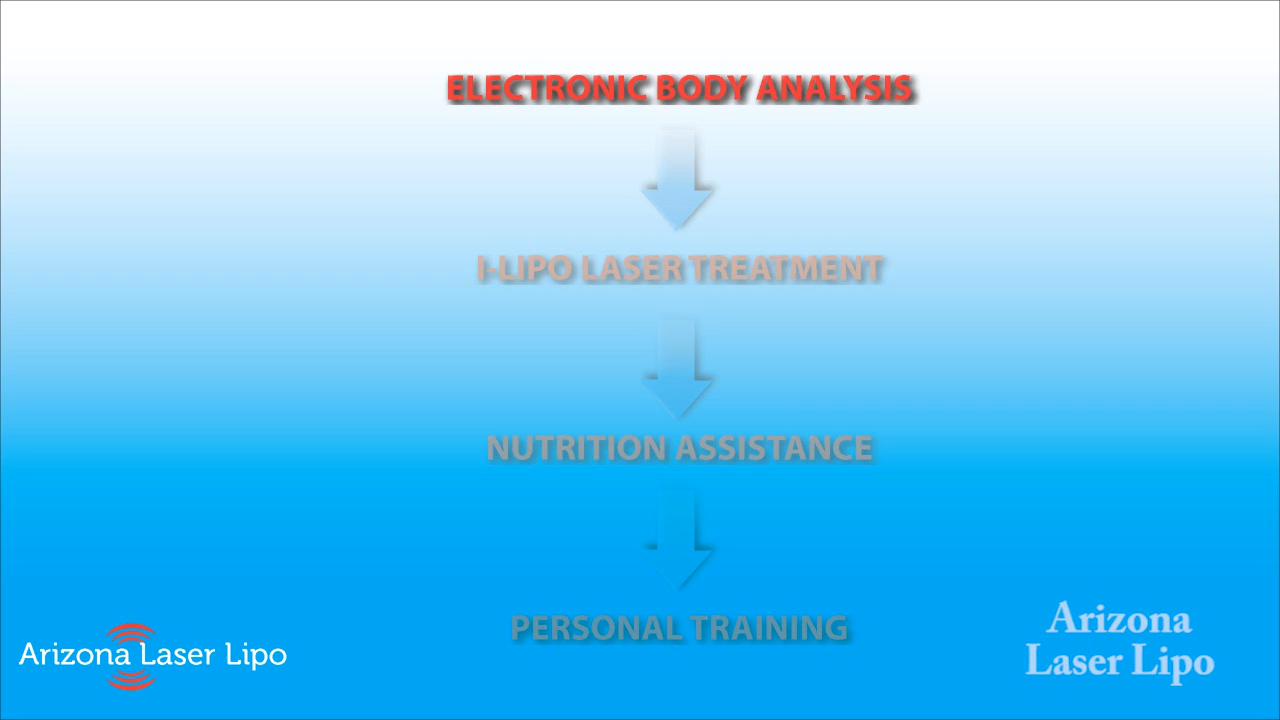 ELECTRONIC BODY ANALYSIS
I-LIPO LASER TREATMENT
NUTRITION ASSISTANCE
PERSONAL TRAINING
Arizona Laser Lipo
Arizona
Laser Lipo